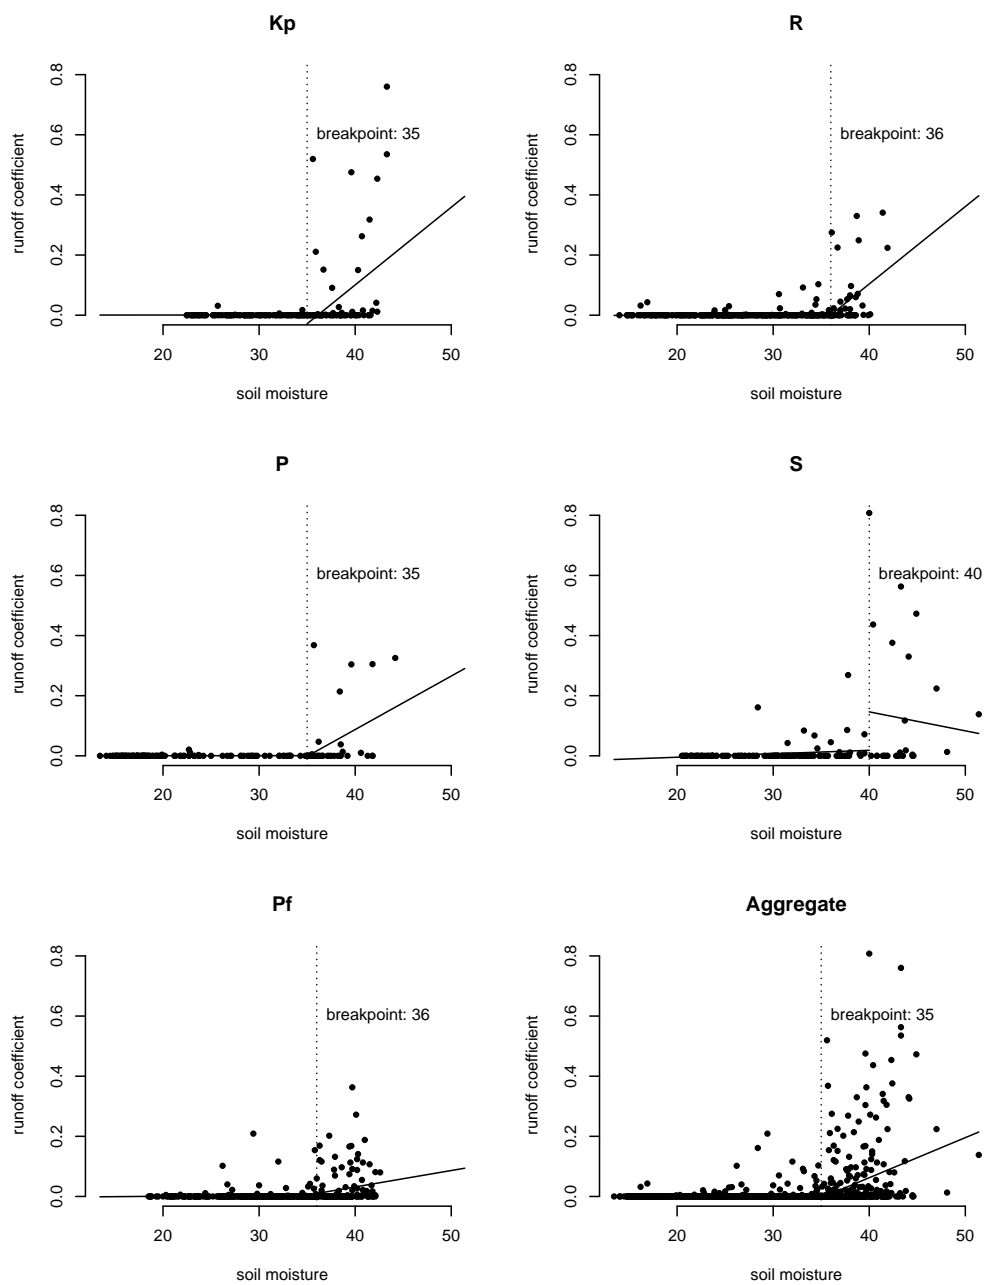 Kp
0.8
0.6
0.4
0.2
0.0
runoff coefficient
breakpoint: 35
20 30 40 50
soil moisture
R
0.8
0.6
0.4
0.2
0.0
runoff coefficient
breakpoint: 36
20 30 40 50
soil moisture
P
0.8
0.6
0.4
0.2
0.0
runoff coefficient
breakpoint: 35
20 30 40 50
soil moisture
S
0.8
0.6
0.4
0.2
0.0
runoff coefficient
breakpoint: 40
20 30 40 50
soil moisture
Pf
0.8
0.6
0.4
0.2
0.0
runoff coefficient
breakpoint: 36
20 30 40 50
soil moisture
Aggregate
0.8
0.6
0.4
0.2
0.0
runoff coefficient
breakpoint: 35
20 30 40 50
soil moisture